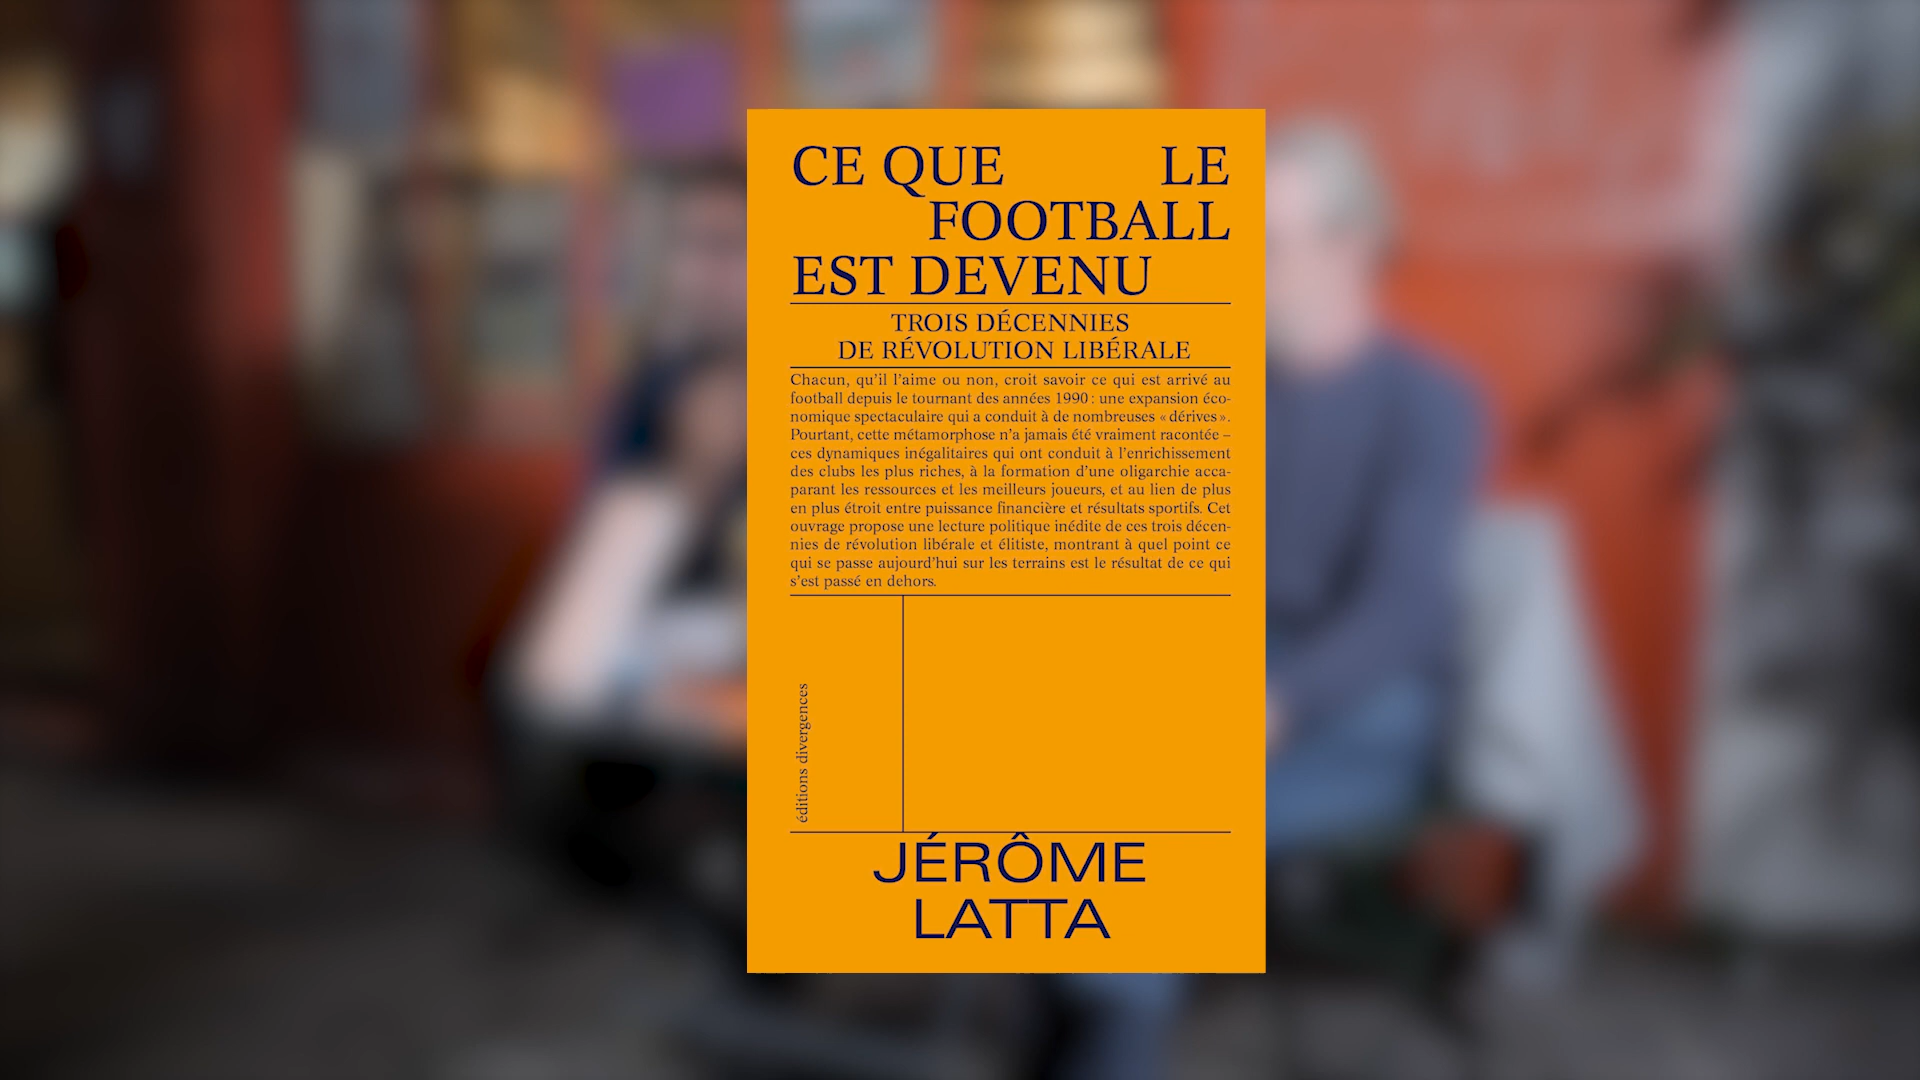 CE QUE LE
FOOTBALL
EST DEVENU
TROIS DÉCENNIES
DE RÉVOLUTION LIBÉRALE
Chacun, qu’il l’aime ou non, croit savoir ce qui est arrivé au
football depuis le tournant des années 1990 : une expansion éco-
nomique spectaculaire qui a conduit à de nombreuses « dérives ».
Pourtant, cette métamorphose n’a jamais été vraiment racontée –
ces dynamiques inégalitaires qui ont conduit à l’enrichissement
des clubs les plus riches, à la formation d’une oligarchie acca-
parant les ressources et les meilleurs joueurs, et au lien de plus
en plus étroit entre puissance financière et résultats sportifs. Cet
ouvrage propose une lecture politique inédite de ces trois décen-
nies de révolution libérale et élitiste, montrant à quel point ce
qui se passe aujourd’hui sur les terrains est le résultat de ce qui
s’est passé en dehors.
éditions divergences
JÉRÔME
LATTA